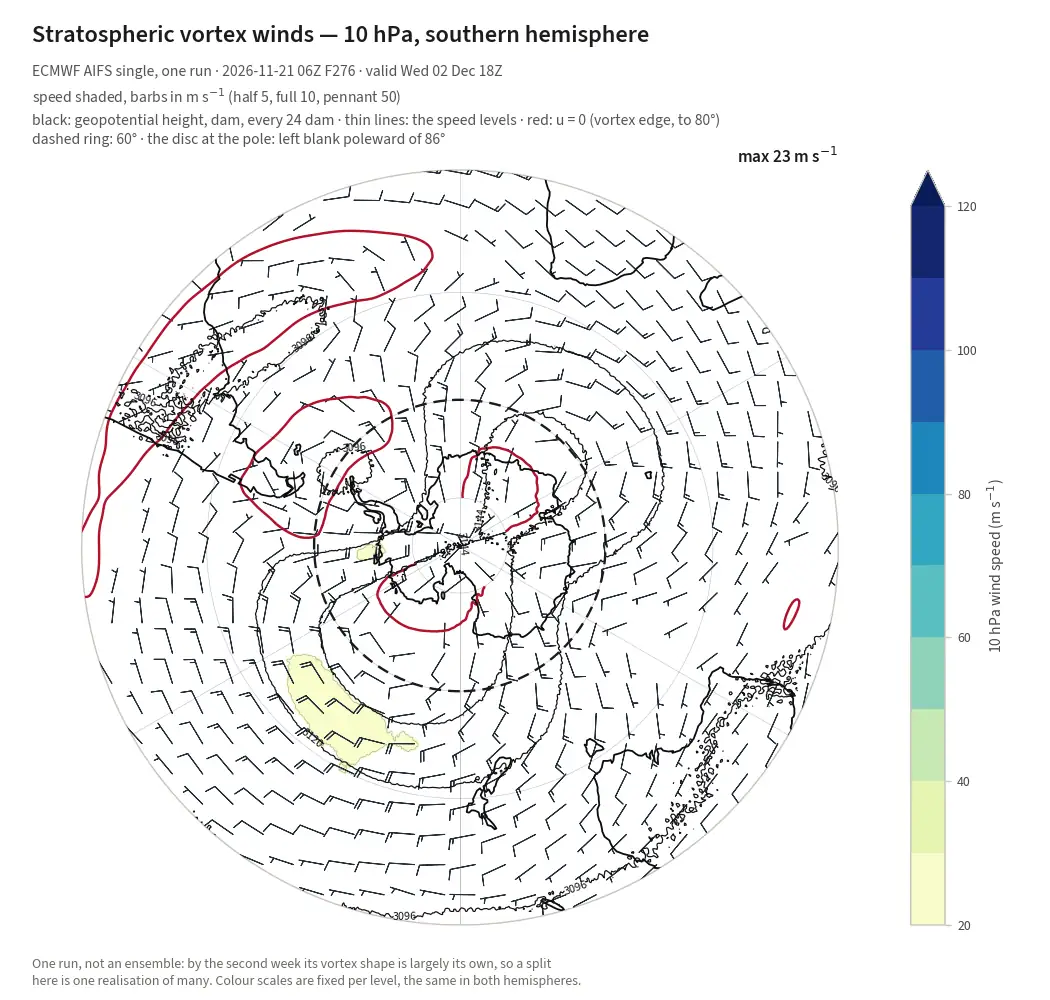 Stratospheric vortex winds — 10 hPa, southern hemisphere
ECMWF AIFS single, one run · 2026-11-21 06Z F276 · valid Wed 02 Dec 18Z
speed shaded, barbs in m s⁻¹ (half 5, full 10, pennant 50)
black: geopotential height, dam, every 24 dam · thin lines: the speed levels · red: u = 0 (vortex edge, to 80°)
dashed ring: 60° · the disc at the pole: left blank poleward of 86°
max 23 m s⁻¹
120
100
80
60
40
20
10 hPa wind speed (m s⁻¹)
3096
3096
3096
3120
3096
3096
One run, not an ensemble: by the second week its vortex shape is largely its own, so a split
here is one realisation of many. Colour scales are fixed per level, the same in both hemispheres.